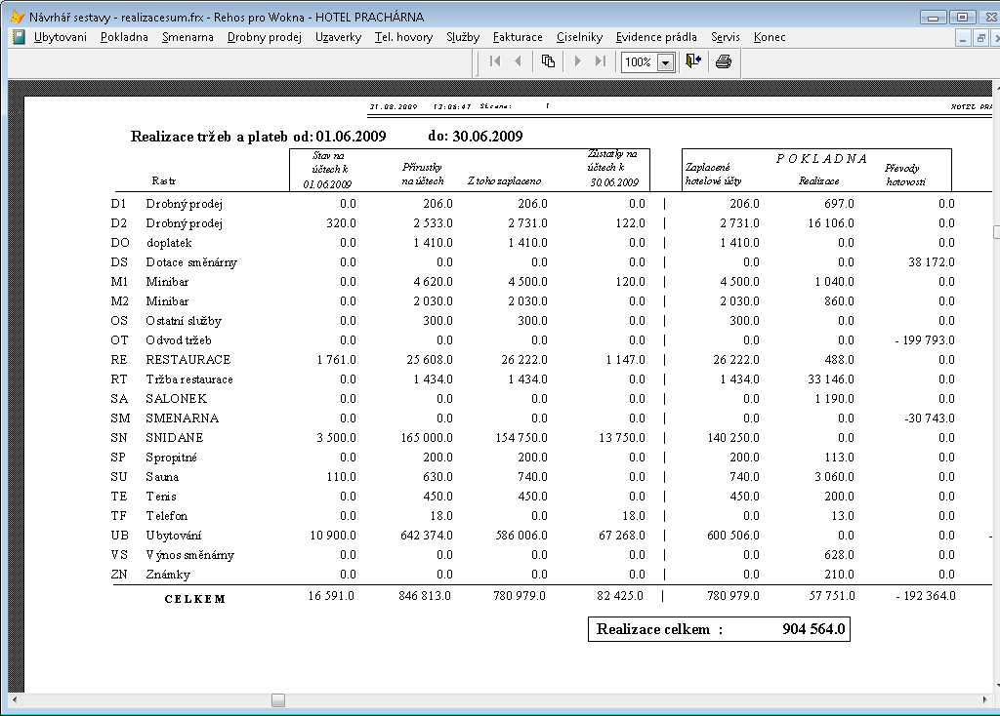 Návrhář sestavy - realizacesum.frx - Rehos pro Wokna - HOTEL PRACHÁRNA
Ubytovani Pokladna Smenarna Drobny prodej Uzaverky Tel. hovory Služby Fakturace Ciselniky Evidence prádla Servis Konec
100%
31.08.2009 13:06:47 Strana: 1 HOTEL PRA
Realizace tržeb a plateb od: 01.06.2009 do: 30.06.2009
Rastr Stav na účtech k 01.06.2009 Přírustky na účtech Z toho zaplaceno Zůstatky na účtech k 30.06.2009 POKLADNA Zaplacené hotelové účty Realizace Převody hotovosti
D1 Drobný prodej 0.0 206.0 206.0 0.0 | 206.0 697.0 0.0
D2 Drobný prodej 320.0 2 533.0 2 731.0 122.0 | 2 731.0 16 106.0 0.0
DO doplatek 0.0 1 410.0 1 410.0 0.0 | 1 410.0 0.0 0.0
DS Dotace směnárny 0.0 0.0 0.0 0.0 | 0.0 0.0 38 172.0
M1 Minibar 0.0 4 620.0 4 500.0 120.0 | 4 500.0 1 040.0 0.0
M2 Minibar 0.0 2 030.0 2 030.0 0.0 | 2 030.0 860.0 0.0
OS Ostatní služby 0.0 300.0 300.0 0.0 | 300.0 0.0 0.0
OT Odvod tržeb 0.0 0.0 0.0 0.0 | 0.0 0.0 - 199 793.0
RE RESTAURACE 1 761.0 25 608.0 26 222.0 1 147.0 | 26 222.0 488.0 0.0
RT Tržba restaurace 0.0 1 434.0 1 434.0 0.0 | 1 434.0 33 146.0 0.0
SA SALONEK 0.0 0.0 0.0 0.0 | 0.0 1 190.0 0.0
SM SMENARNA 0.0 0.0 0.0 0.0 | 0.0 0.0 -30 743.0
SN SNIDANE 3 500.0 165 000.0 154 750.0 13 750.0 | 140 250.0 0.0 0.0
SP Spropitné 0.0 200.0 200.0 0.0 | 200.0 113.0 0.0
SU Sauna 110.0 630.0 740.0 0.0 | 740.0 3 060.0 0.0
TE Tenis 0.0 450.0 450.0 0.0 | 450.0 200.0 0.0
TF Telefon 0.0 18.0 0.0 18.0 | 0.0 13.0 0.0
UB Ubytování 10 900.0 642 374.0 586 006.0 67 268.0 | 600 506.0 0.0 0.0 -
VS Výnos směnárny 0.0 0.0 0.0 0.0 | 0.0 628.0 0.0
ZN Známky 0.0 0.0 0.0 0.0 | 0.0 210.0 0.0
CELKEM 16 591.0 846 813.0 780 979.0 82 425.0 | 780 979.0 57 751.0 - 192 364.0
Realizace celkem : 904 564.0